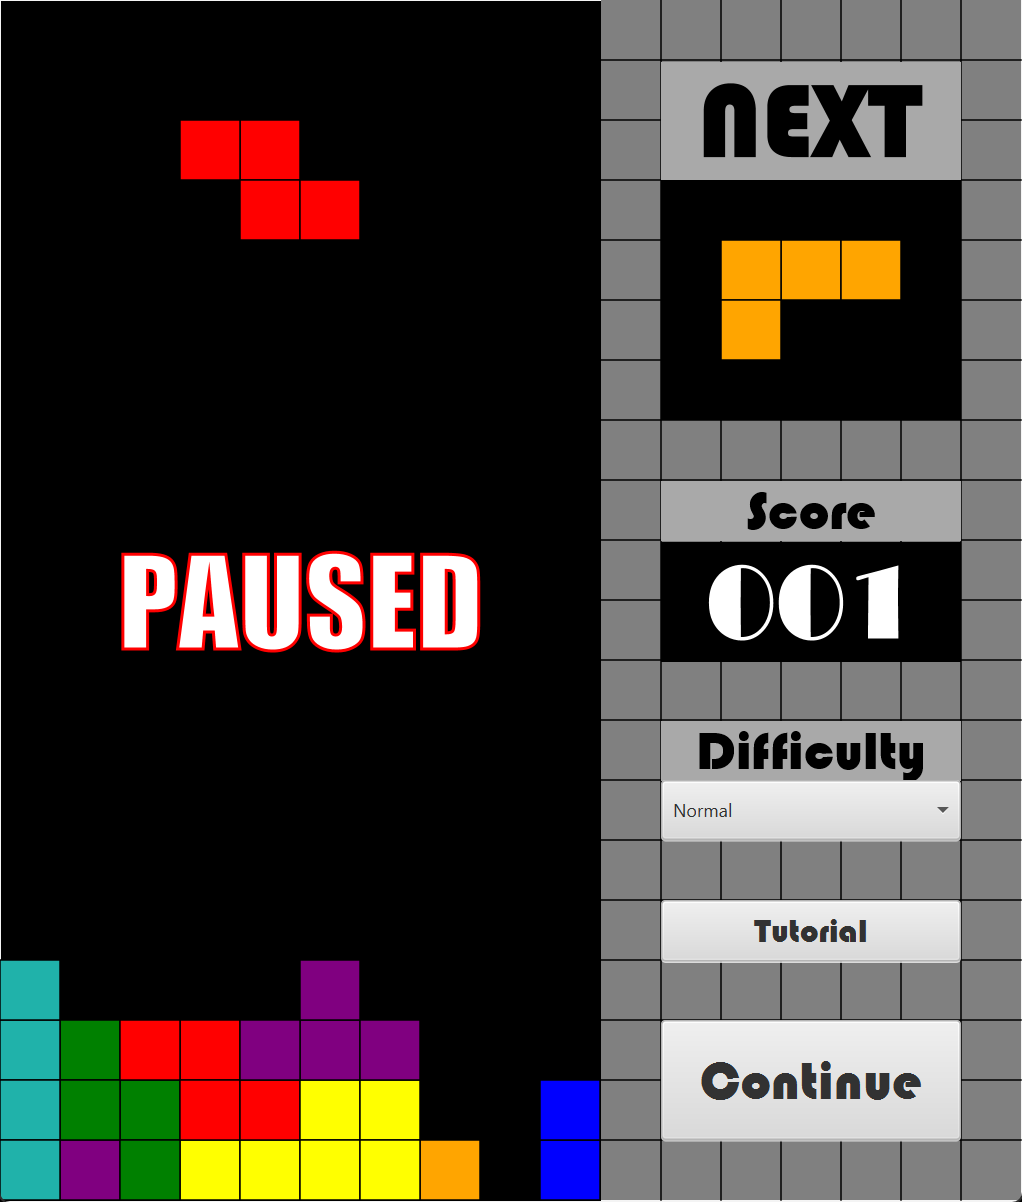 NEXT
Score
001
PAUSED
Difficulty
Normal
Tutorial
Continue